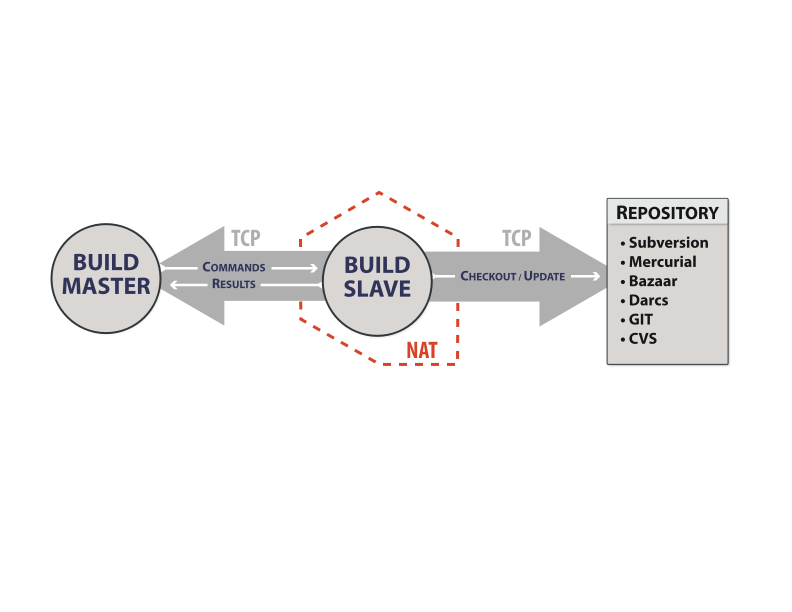 BUILD
MASTER
TCP
COMMANDS
RESULTS
BUILD
SLAVE
NAT
TCP
CHECKOUT / UPDATE
REPOSITORY
• Subversion
• Mercurial
• Bazaar
• Darcs
• GIT
• CVS